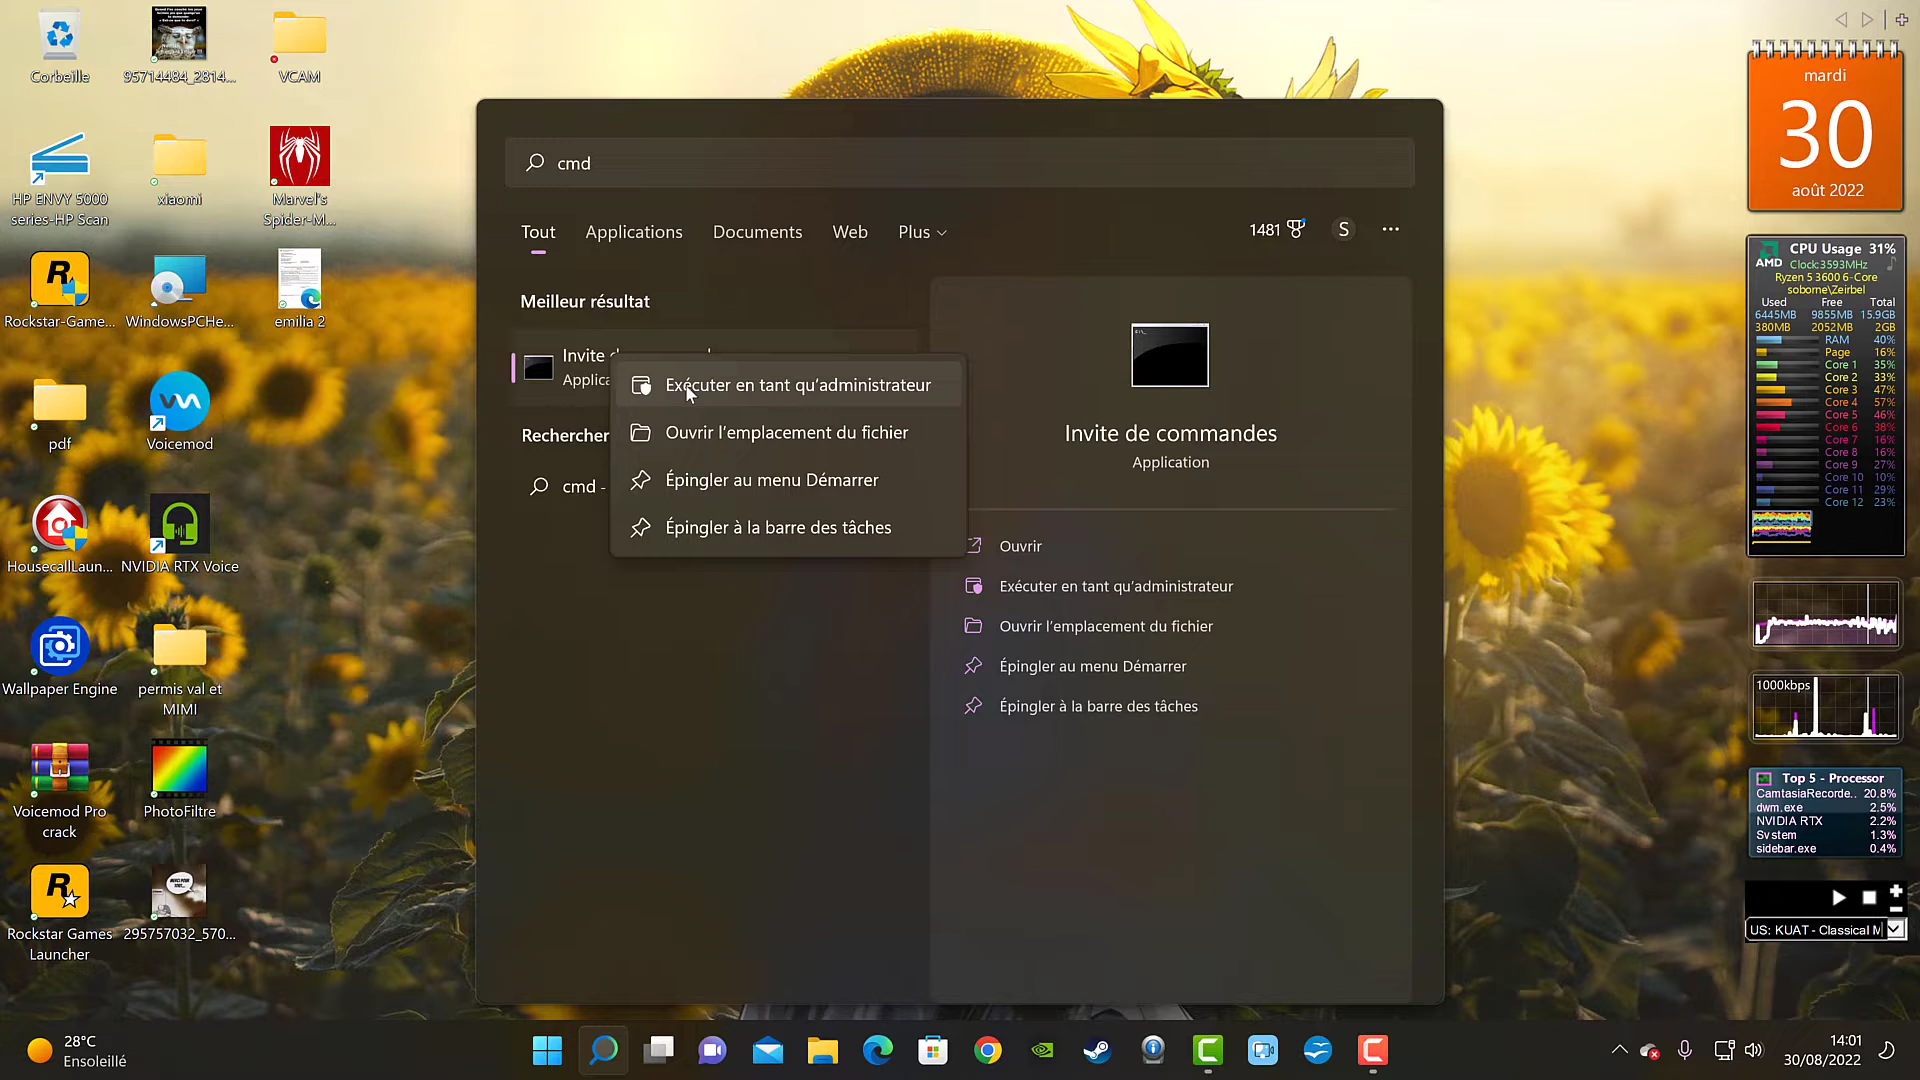 Corbeille
95714484_2814...
VCAM
HP ENVY 5000
series-HP Scan
xiaomi
Marvel's
Spider-M...
Rockstar-Game...
WindowsPCHe...
emilia 2
pdf
Voicemod
HousecallLaun...
NVIDIA RTX Voice
Wallpaper Engine
permis val et
MIMI
Voicemod Pro
crack
PhotoFiltre
Rockstar Games
Launcher
295757032_570...
cmd
Tout
Applications
Documents
Web
Plus
1481
S
Meilleur résultat
Invite
Applica
Rechercher
cmd -
Exécuter en tant qu'administrateur
Ouvrir l'emplacement du fichier
Épingler au menu Démarrer
Épingler à la barre des tâches
Invite de commandes
Application
Ouvrir
Exécuter en tant qu'administrateur
Ouvrir l'emplacement du fichier
Épingler au menu Démarrer
Épingler à la barre des tâches
mardi
30
août 2022
AMD
CPU Usage 31%
Clock:3593MHz
Ryzen 5 3600 6-Core
soborne\Zeirbel
Used Free Total
6445MB 9855MB 15.9GB
380MB 2052MB 2GB
RAM 40%
Page 16%
Core 1 35%
Core 2 33%
Core 3 47%
Core 4 57%
Core 5 46%
Core 6 38%
Core 7 16%
Core 8 16%
Core 9 27%
Core 10 10%
Core 11 29%
Core 12 23%
1000kbps
Top 5 - Processor
CamtasiaRecorde.. 20.8%
dwm.exe 2.5%
NVIDIA RTX 2.2%
System 1.3%
sidebar.exe 0.4%
US: KUAT - Classical M
28°C
Ensoleillé
14:01
30/08/2022